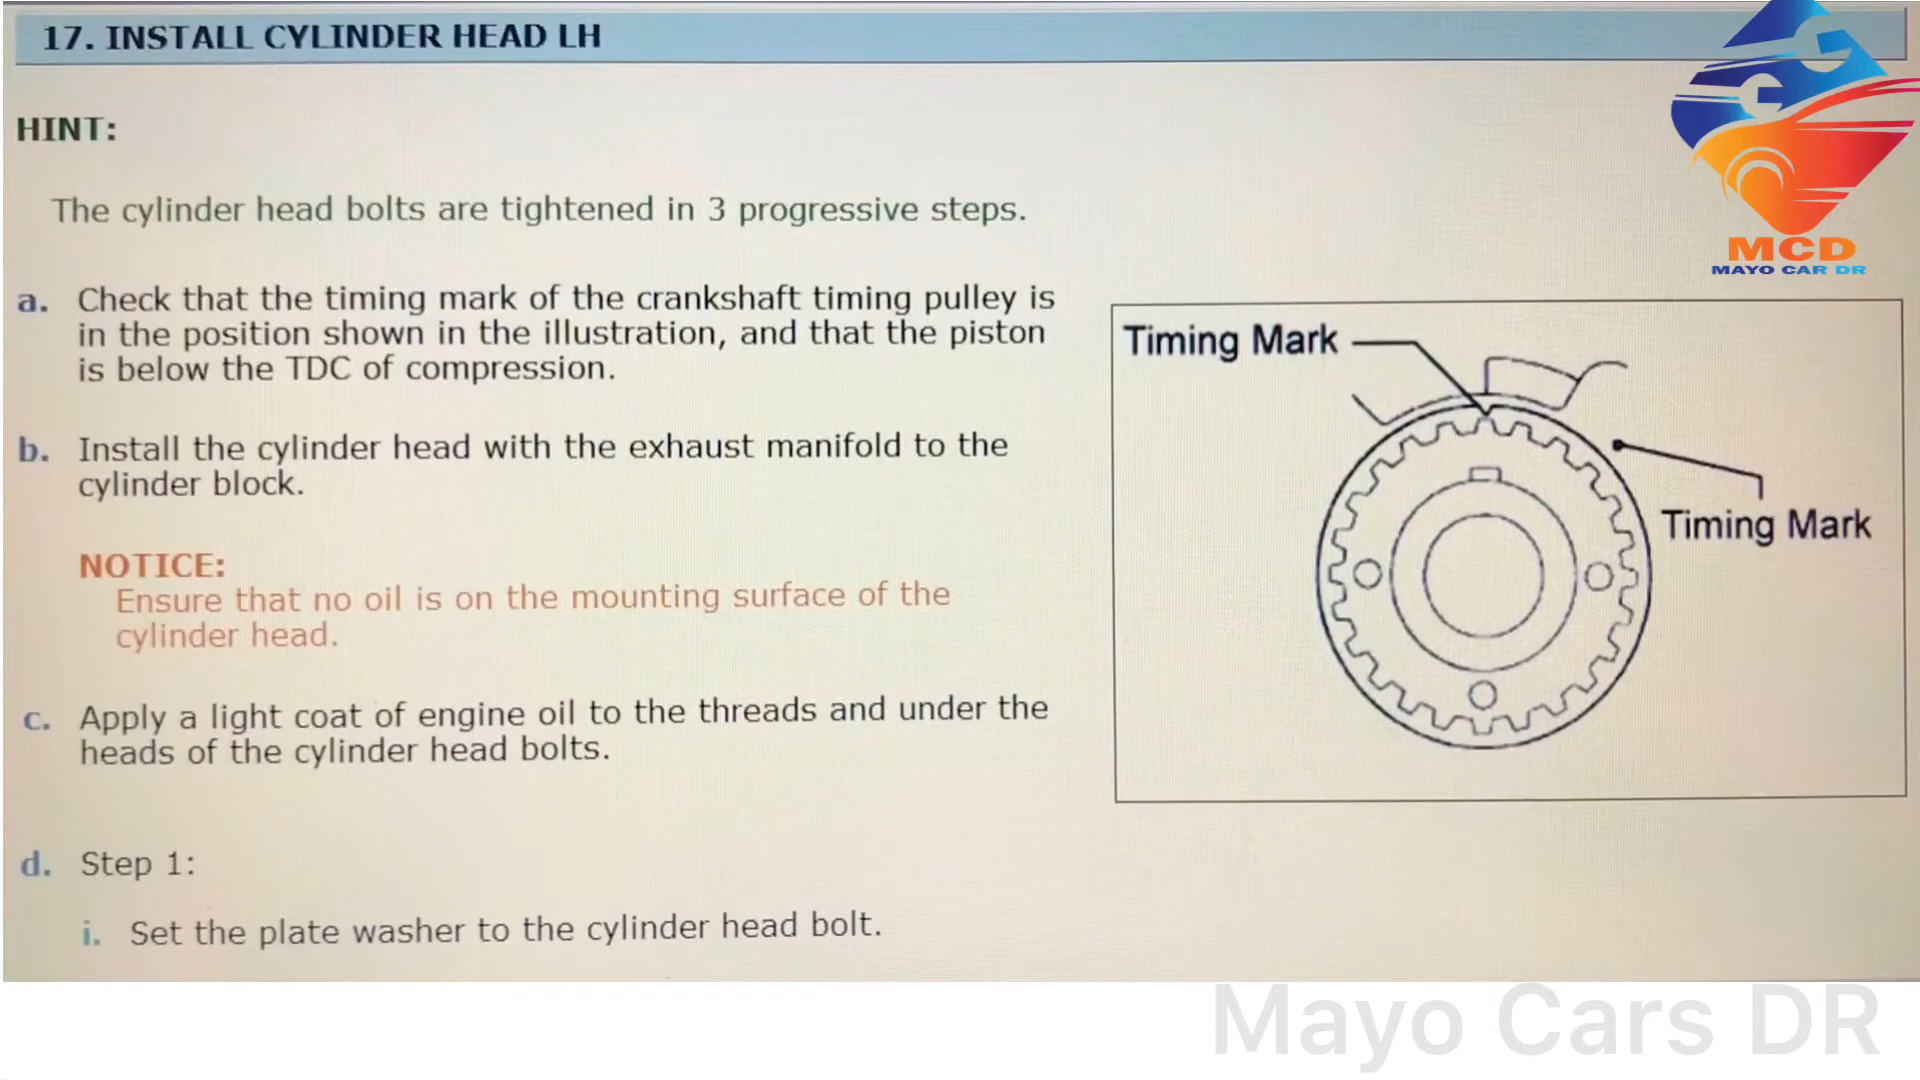 17. INSTALL CYLINDER HEAD LH
HINT:
The cylinder head bolts are tightened in 3 progressive steps.
a. Check that the timing mark of the crankshaft timing pulley is
in the position shown in the illustration, and that the piston
is below the TDC of compression.
b. Install the cylinder head with the exhaust manifold to the
cylinder block.
NOTICE:
Ensure that no oil is on the mounting surface of the
cylinder head.
c. Apply a light coat of engine oil to the threads and under the
heads of the cylinder head bolts.
d. Step 1:
i. Set the plate washer to the cylinder head bolt.
Timing Mark
Timing Mark
MCD
MAYO CAR DR
Mayo Cars DR